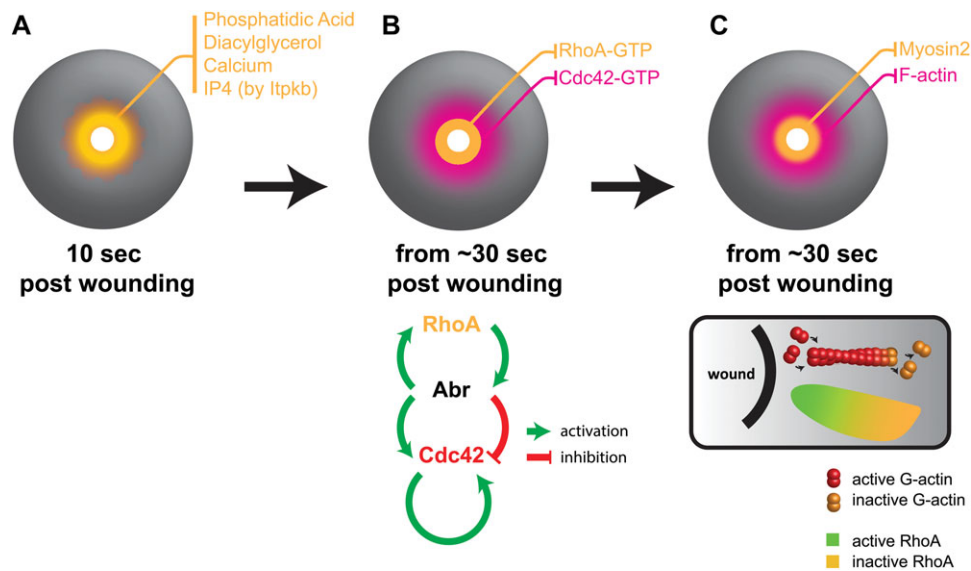 A
Phosphatidic Acid
Diacylglycerol
Calcium
IP4 (by Itpkb)
10 sec
post wounding
B
RhoA-GTP
Cdc42-GTP
from ~30 sec
post wounding
RhoA
Abr
Cdc42
activation
inhibition
C
Myosin2
F-actin
from ~30 sec
post wounding
wound
active G-actin
inactive G-actin
active RhoA
inactive RhoA